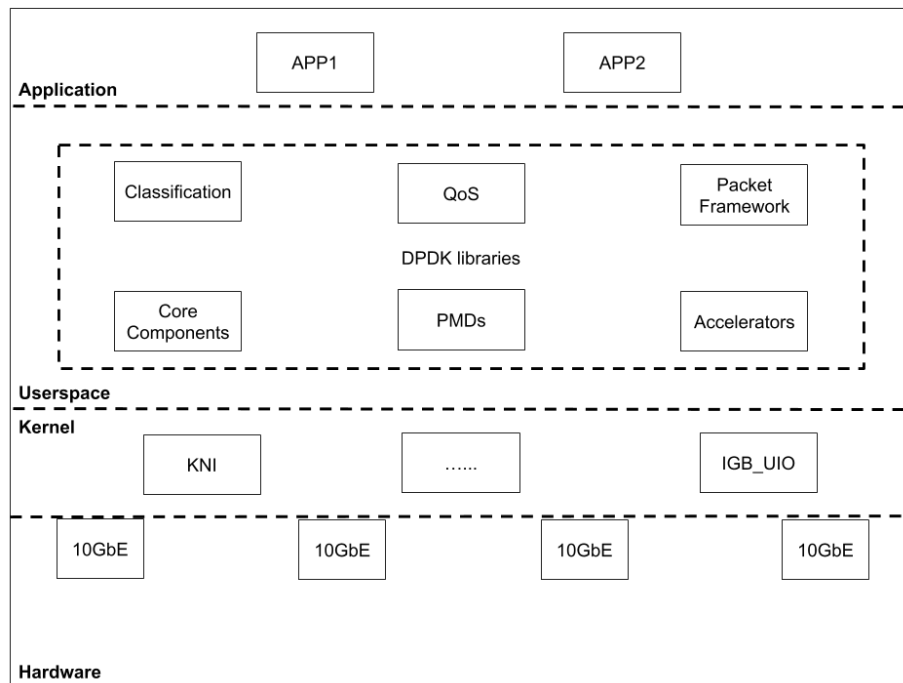 APP1
APP2
Application
Classification
QoS
Packet
Framework
DPDK libraries
Core
Components
PMDs
Accelerators
Userspace
Kernel
KNI
…...
IGB_UIO
10GbE
10GbE
10GbE
10GbE
Hardware